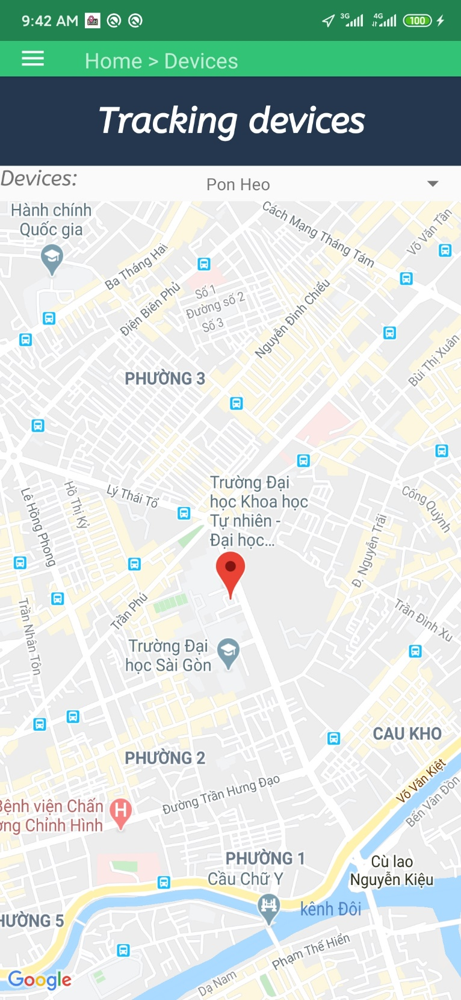 9:42 AM
3G
4G
100
Home > Devices
Tracking devices
Devices:
Pon Heo
Hành chính
Quốc gia
Cách Mạng Tháng Tám
Võ Văn Tần
Ba Tháng Hai
Điện Biên Phủ
Số 1
Đường số 2
Số 3
Nguyễn Đình Chiểu
Bùi Thị Xuân
PHƯỜNG 3
Trường Đại
học Khoa học
Tự nhiên -
Đại học...
Lý Thái Tổ
Hồ Thị Kỷ
Lê Hồng Phong
Cống Quỳnh
Đ. Nguyễn Trãi
Trần Phú
Trần Nhân Tôn
Trần Đình Xu
Trường Đại
học Sài Gòn
CAU KHO
PHƯỜNG 2
Đường Trần Hưng Đạo
Võ Văn Kiệt
Bến Vân Đồn
Bệnh viện Chấn
ơng Chỉnh Hình
H
PHƯỜNG 1
Cầu Chữ Y
Cù lao
Nguyễn Kiệu
kênh Đôi
HƯỜNG 5
Phạm Thế Hiển
Dạ Nam
Google